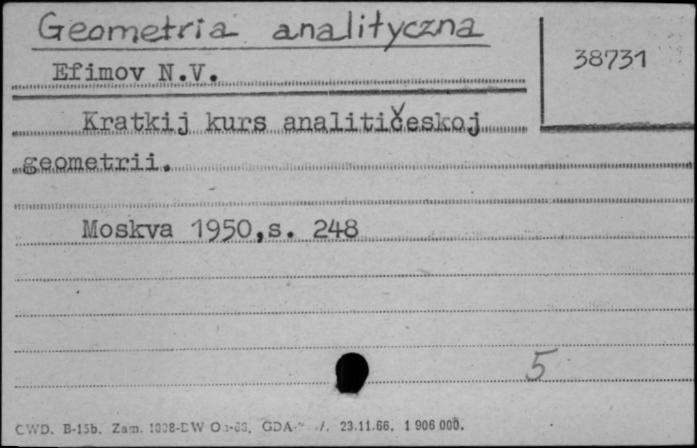 Geometria analityczna
38731
Efimov N.V.
Kratkij kurs analitičeskoj
geometrii.
Moskva 1950,s. 248
5
CWD. B-15b. Zam. GDA 23.11.66. 1 906 000.